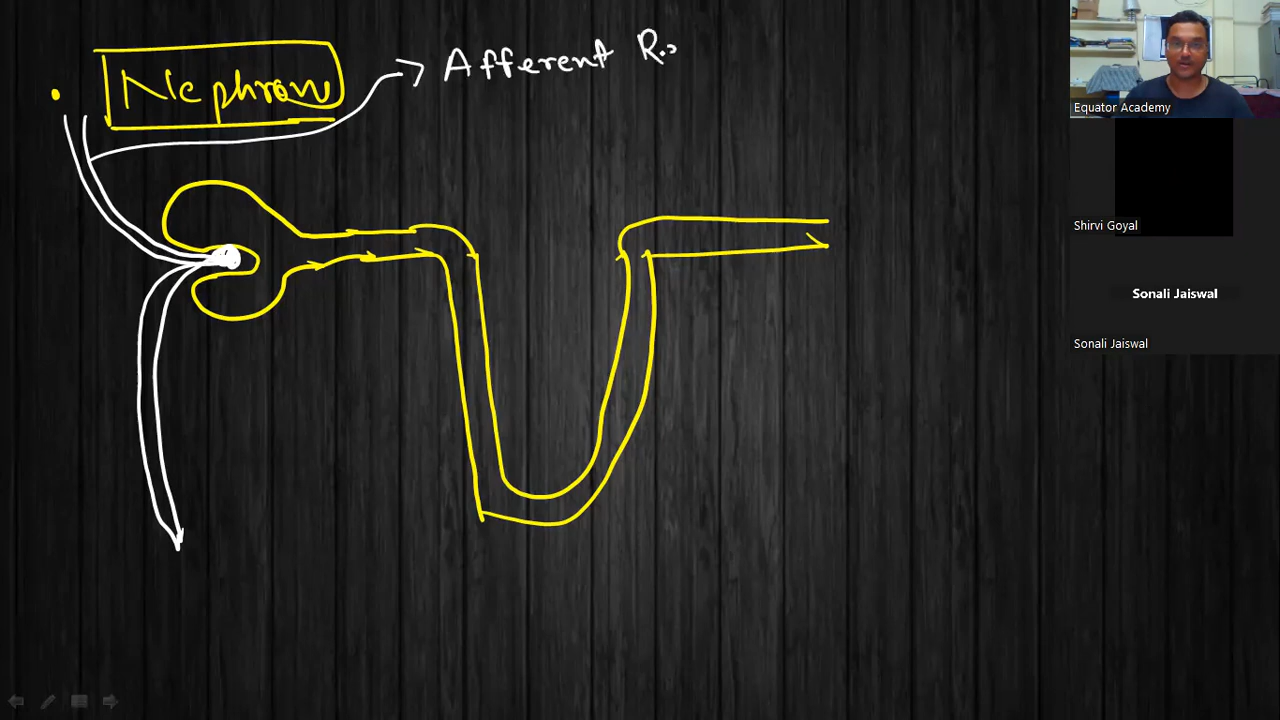 Afferent R.
Nephron
Equator Academy
Shirvi Goyal
Sonali Jaiswal
Sonali Jaiswal